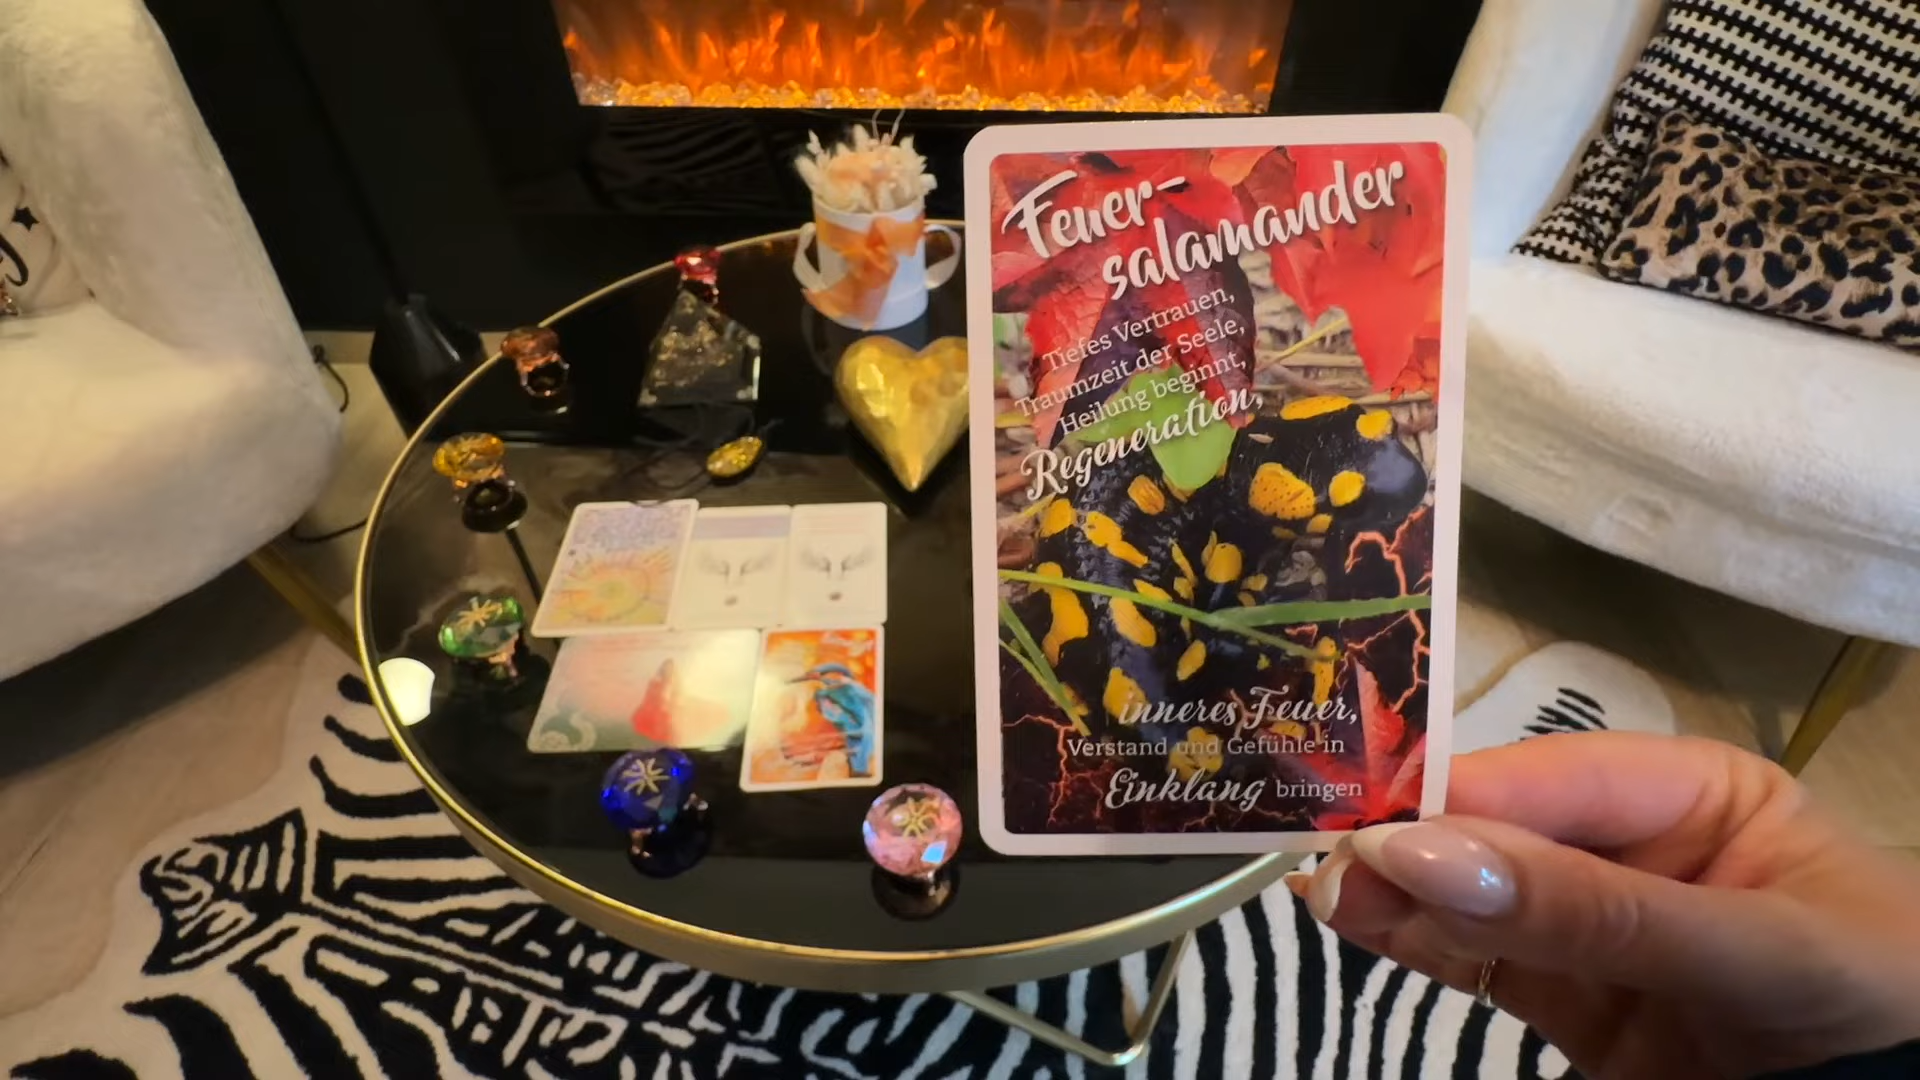 Feuer-
salamander
Tiefes Vertrauen,
Traumzeit der Seele,
Heilung beginnt,
Regeneration,
inneres Feuer,
Verstand und Gefühle in
Einklang bringen